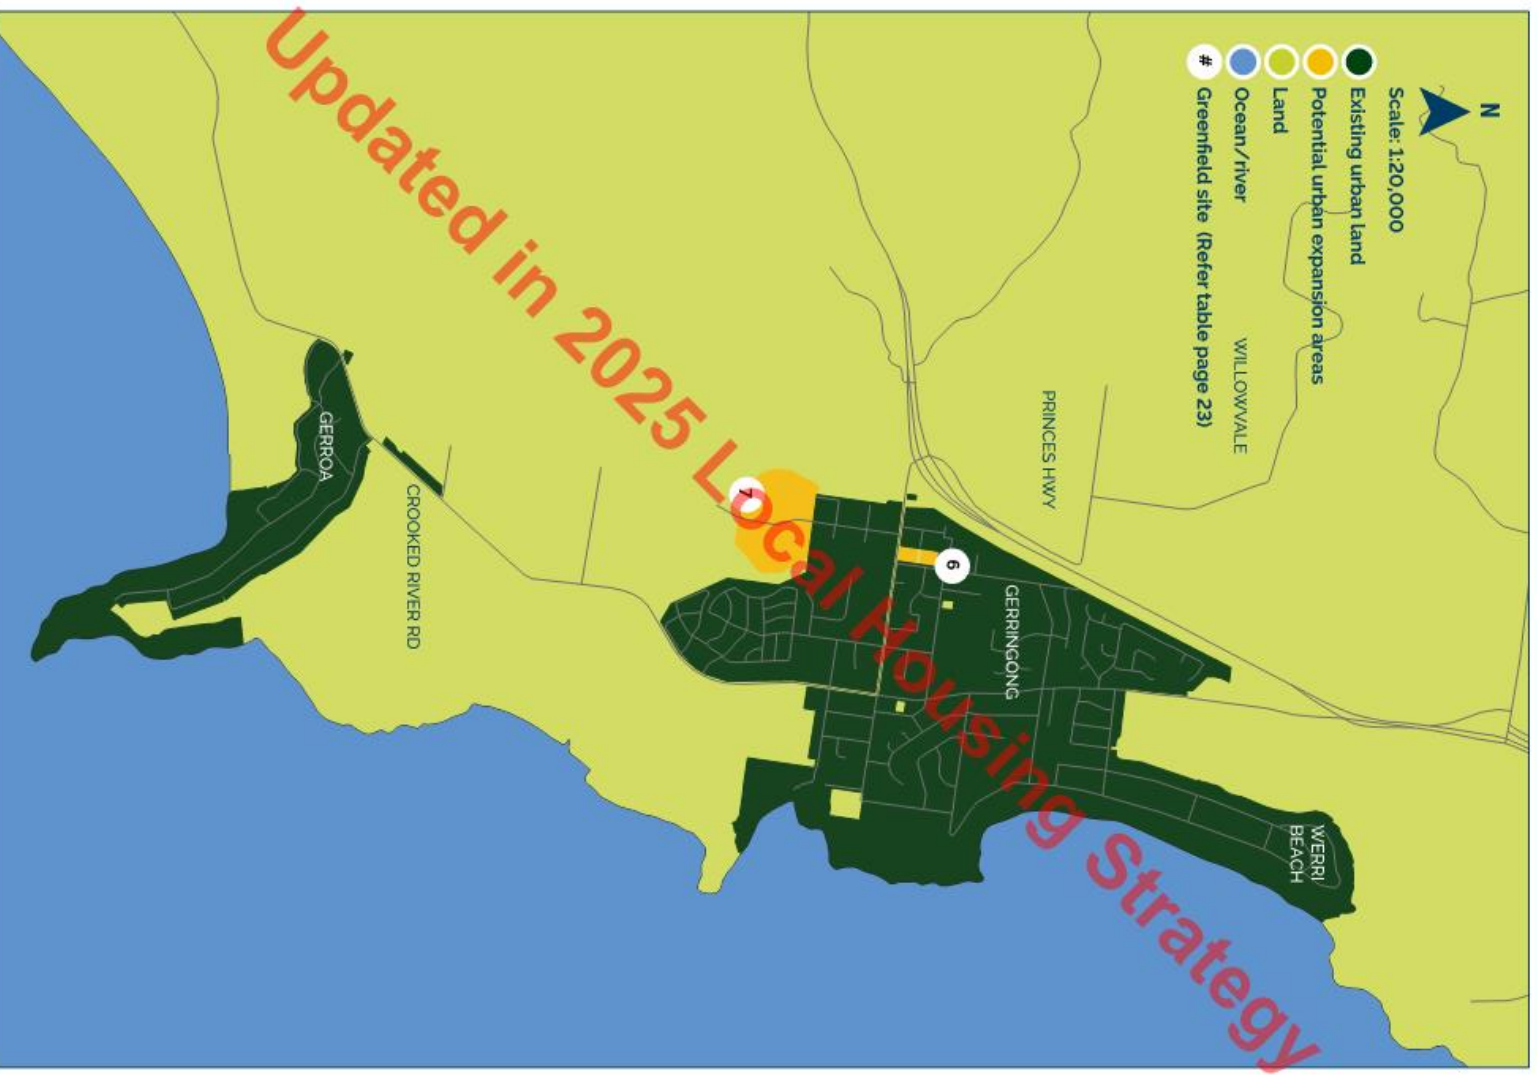 N
Scale: 1:20,000
Existing urban land
Potential urban expansion areas
Land
Ocean/river
# Greenfield site (Refer table page 23)
WILLOWVALE
PRINCES HWY
6
GERRINGONG
WERRI
BEACH
7
CROOKED RIVER RD
GERROA
Updated in 2025 Local Housing Strategy